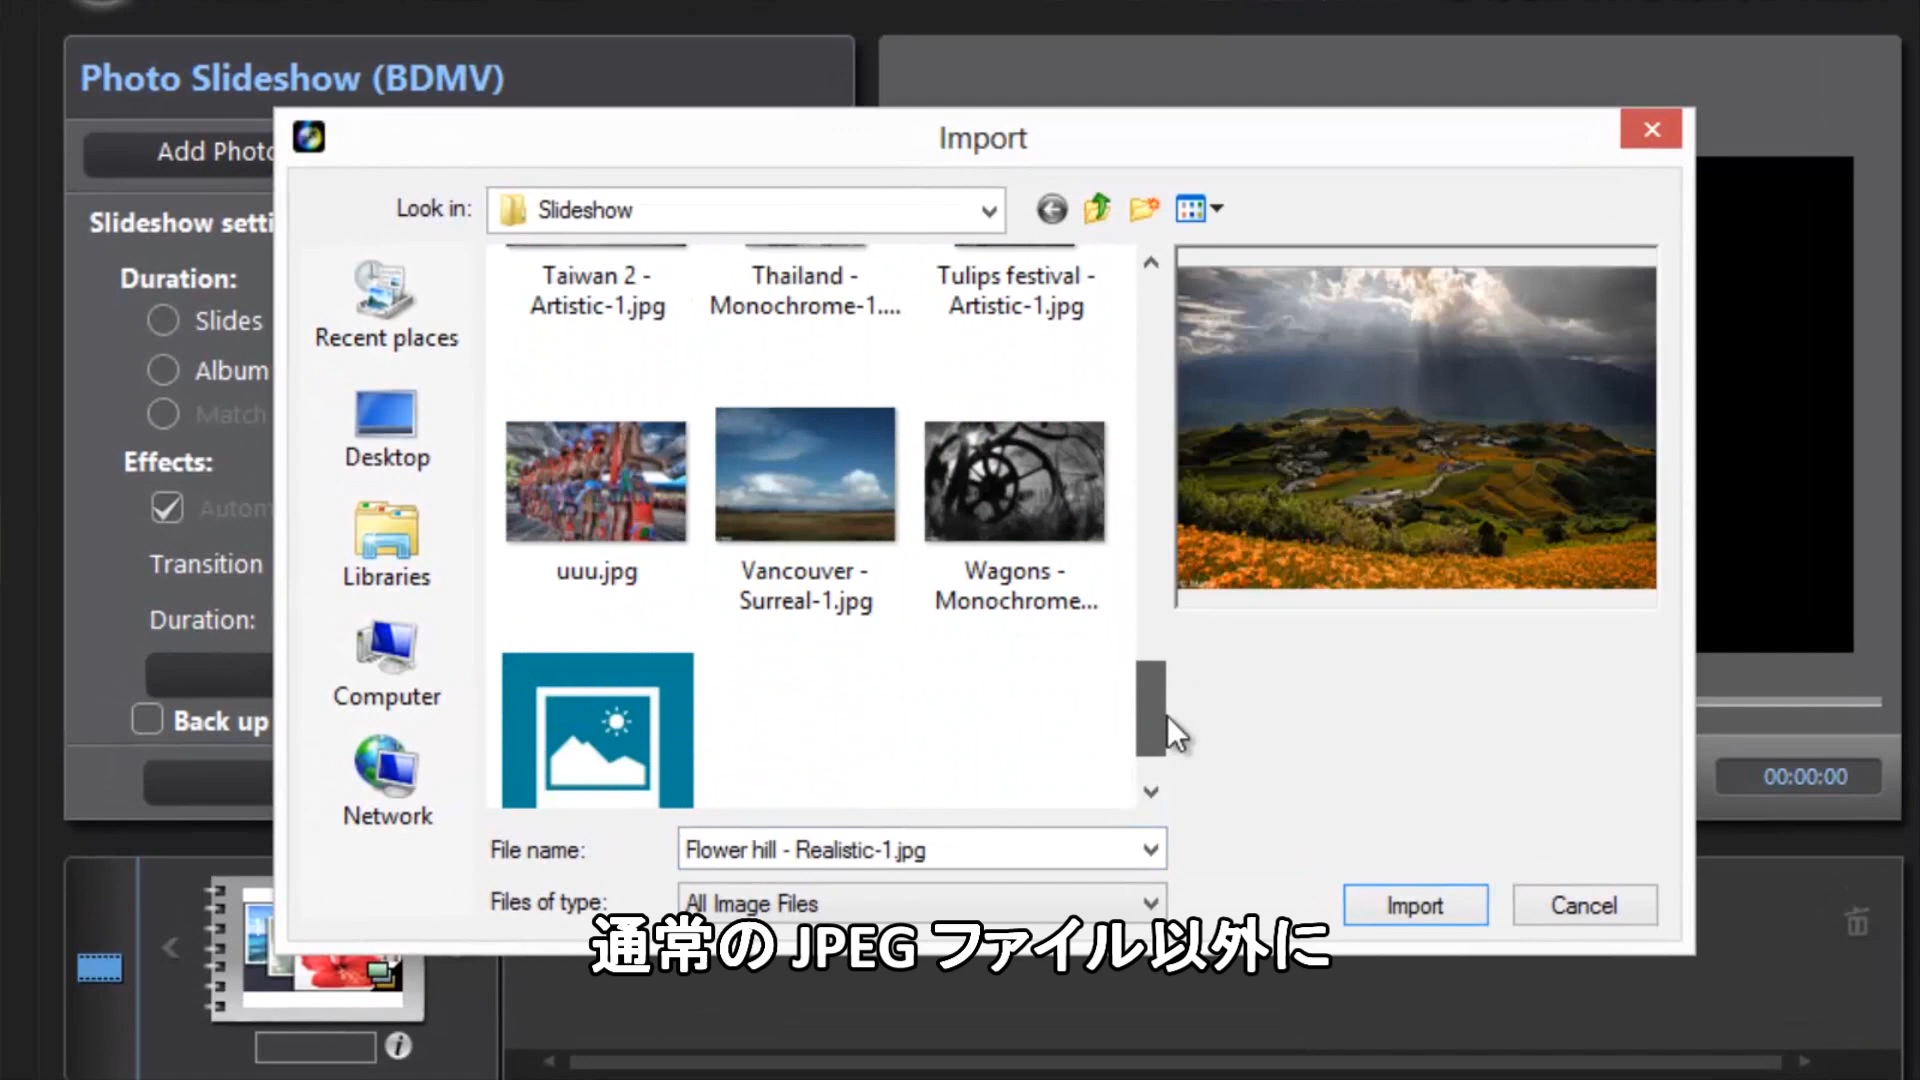 Photo Slideshow (BDMV)
Import
Add Photo
Look in:
Slideshow
Slideshow setti
Duration:
Slides
Album
Match
Effects:
Autom
Transition
Duration:
Back up
Recent places
Desktop
Libraries
Computer
Network
Taiwan 2 -
Artistic-1.jpg
Thailand -
Monochrome-1....
Tulips festival -
Artistic-1.jpg
uuu.jpg
Vancouver -
Surreal-1.jpg
Wagons -
Monochrome...
File name:
Flower hill - Realistic-1.jpg
Files of type:
All Image Files
Import
Cancel
00:00:00
通常の JPEG ファイル以外に